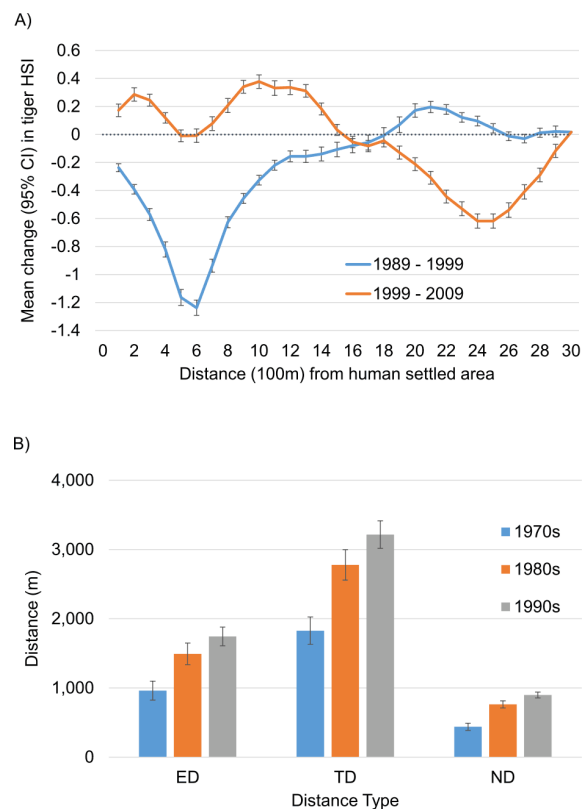 A)
Mean change (95% CI) in tiger HSI
0.6
0.4
0.2
0
-0.2
-0.4
-0.6
-0.8
-1
-1.2
-1.4
1989 - 1999
1999 - 2009
0 2 4 6 8 10 12 14 16 18 20 22 24 26 28 30
Distance (100m) from human settled area
B)
Distance (m)
4,000
3,000
2,000
1,000
0
1970s
1980s
1990s
ED TD ND
Distance Type